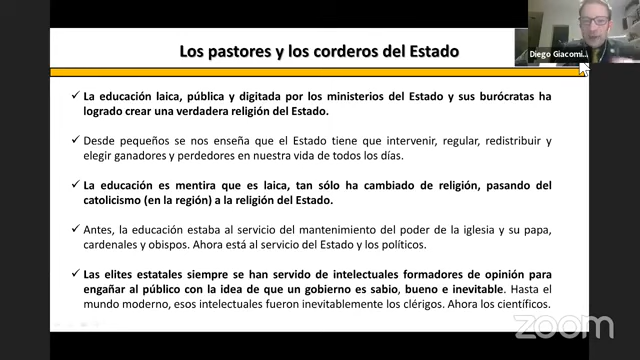 Los pastores y los corderos del Estado
Diego Giacomi...
✓ La educación laica, pública y digitada por los ministerios del Estado y sus burócratas ha
logrado crear una verdadera religión del Estado.
✓ Desde pequeños se nos enseña que el Estado tiene que intervenir, regular, redistribuir y
elegir ganadores y perdedores en nuestra vida de todos los días.
✓ La educación es mentira que es laica, tan sólo ha cambiado de religión, pasando del
catolicismo (en la región) a la religión del Estado.
✓ Antes, la educación estaba al servicio del mantenimiento del poder de la iglesia y su papa,
cardenales y obispos. Ahora está al servicio del Estado y los políticos.
✓ Las elites estatales siempre se han servido de intelectuales formadores de opinión para
engañar al público con la idea de que un gobierno es sabio, bueno e inevitable. Hasta el
mundo moderno, esos intelectuales fueron inevitablemente los clérigos. Ahora los científicos.
zoom